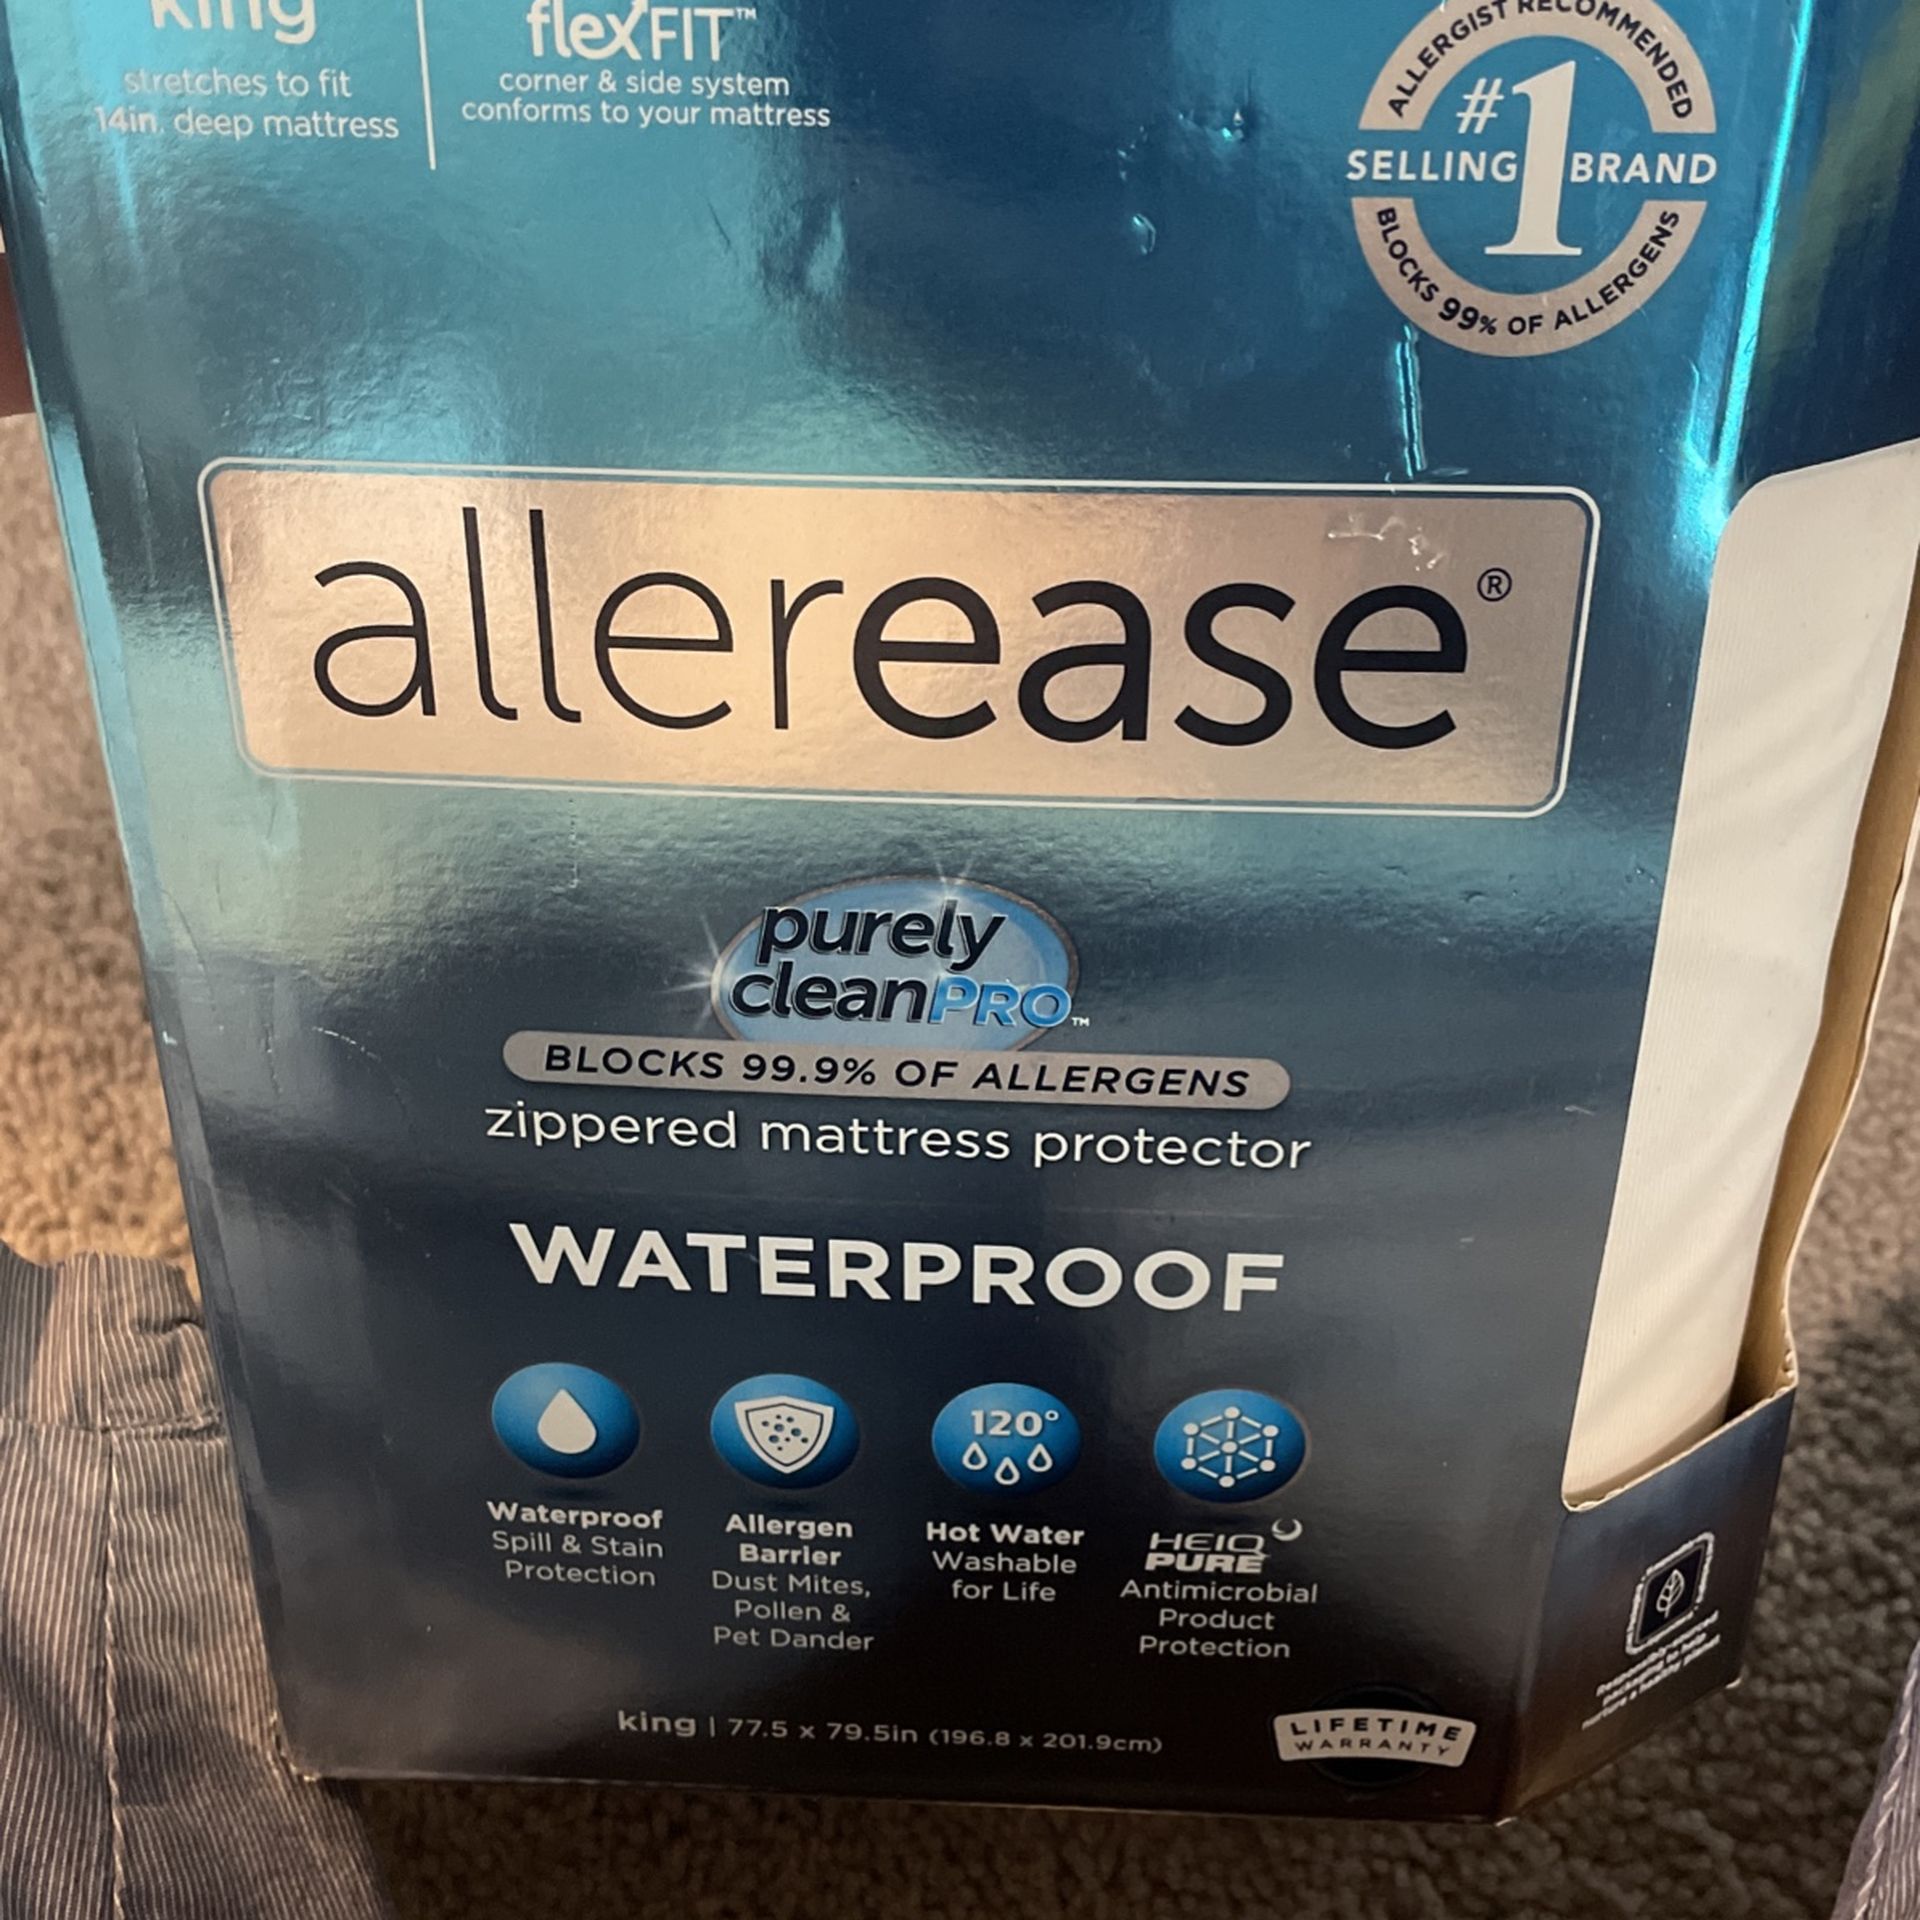 king
stretches to fit
14in. deep mattress
flexFIT™
corner & side system
conforms to your mattress
ALLERGIST RECOMMENDED
#1
SELLING BRAND
BLOCKS 99% OF ALLERGENS
allerease®
purely
cleanPRO™
BLOCKS 99.9% OF ALLERGENS
zippered mattress protector
WATERPROOF
Waterproof
Spill & Stain
Protection
Allergen
Barrier
Dust Mites,
Pollen &
Pet Dander
120°
Hot Water
Washable
for Life
HEIQ
PURE
Antimicrobial
Product
Protection
king | 77.5 x 79.5in (196.8 x 201.9cm)
LIFETIME
WARRANTY
packaging to help